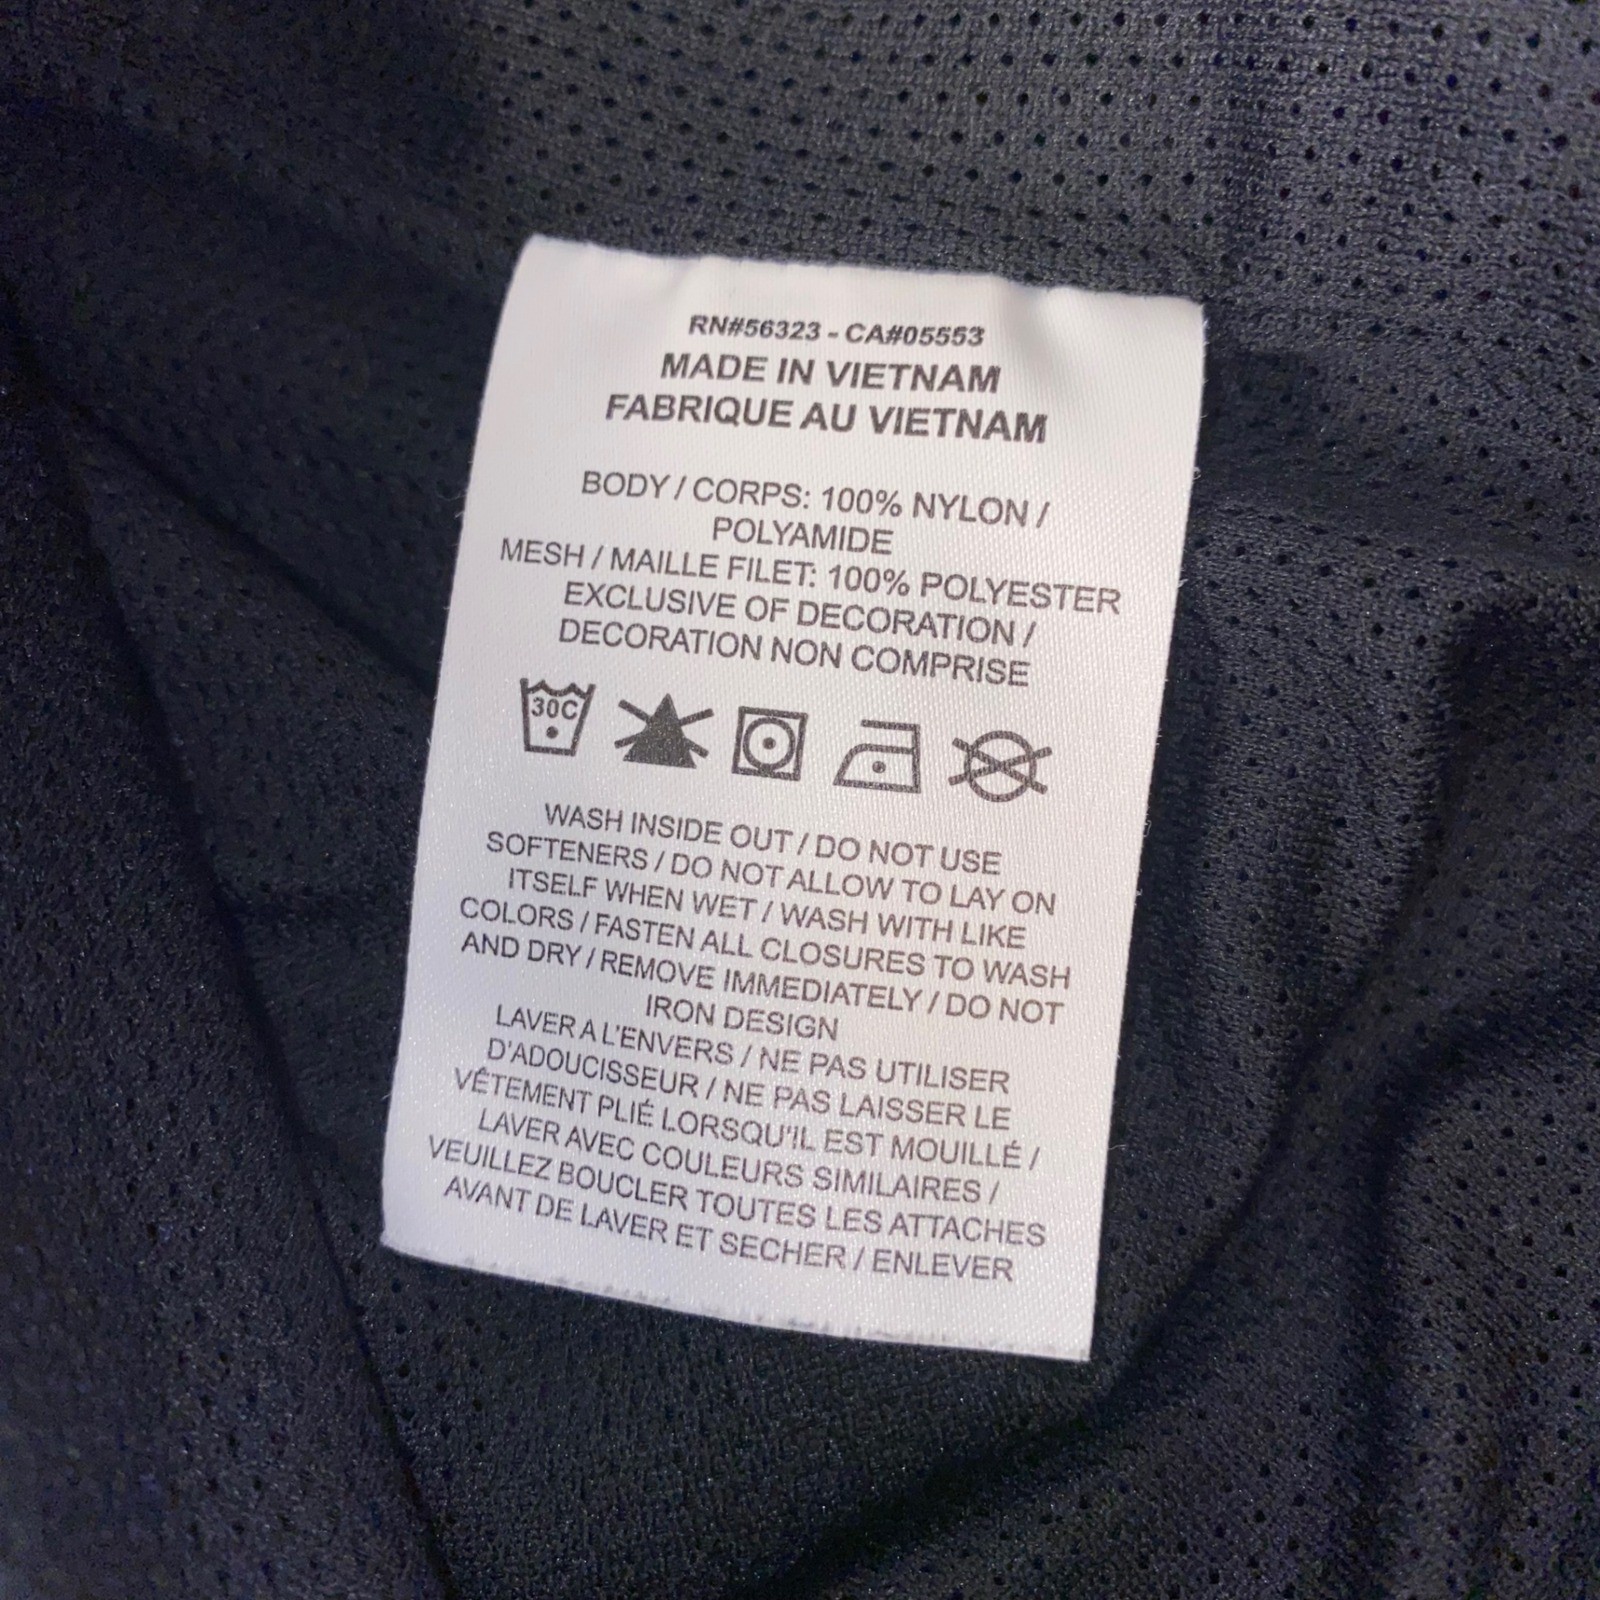 RN#56323 - CA#05553
MADE IN VIETNAM
FABRIQUE AU VIETNAM
BODY / CORPS: 100% NYLON /
POLYAMIDE
MESH / MAILLE FILET: 100% POLYESTER
EXCLUSIVE OF DECORATION /
DECORATION NON COMPRISE
30C
WASH INSIDE OUT / DO NOT USE
SOFTENERS / DO NOT ALLOW TO LAY ON
ITSELF WHEN WET / WASH WITH LIKE
COLORS / FASTEN ALL CLOSURES TO WASH
AND DRY / REMOVE IMMEDIATELY / DO NOT
IRON DESIGN
LAVER A L'ENVERS / NE PAS UTILISER
D'ADOUCISSEUR / NE PAS LAISSER LE
VÊTEMENT PLIÉ LORSQU'IL EST MOUILLÉ /
LAVER AVEC COULEURS SIMILAIRES /
VEUILLEZ BOUCLER TOUTES LES ATTACHES
AVANT DE LAVER ET SECHER / ENLEVER